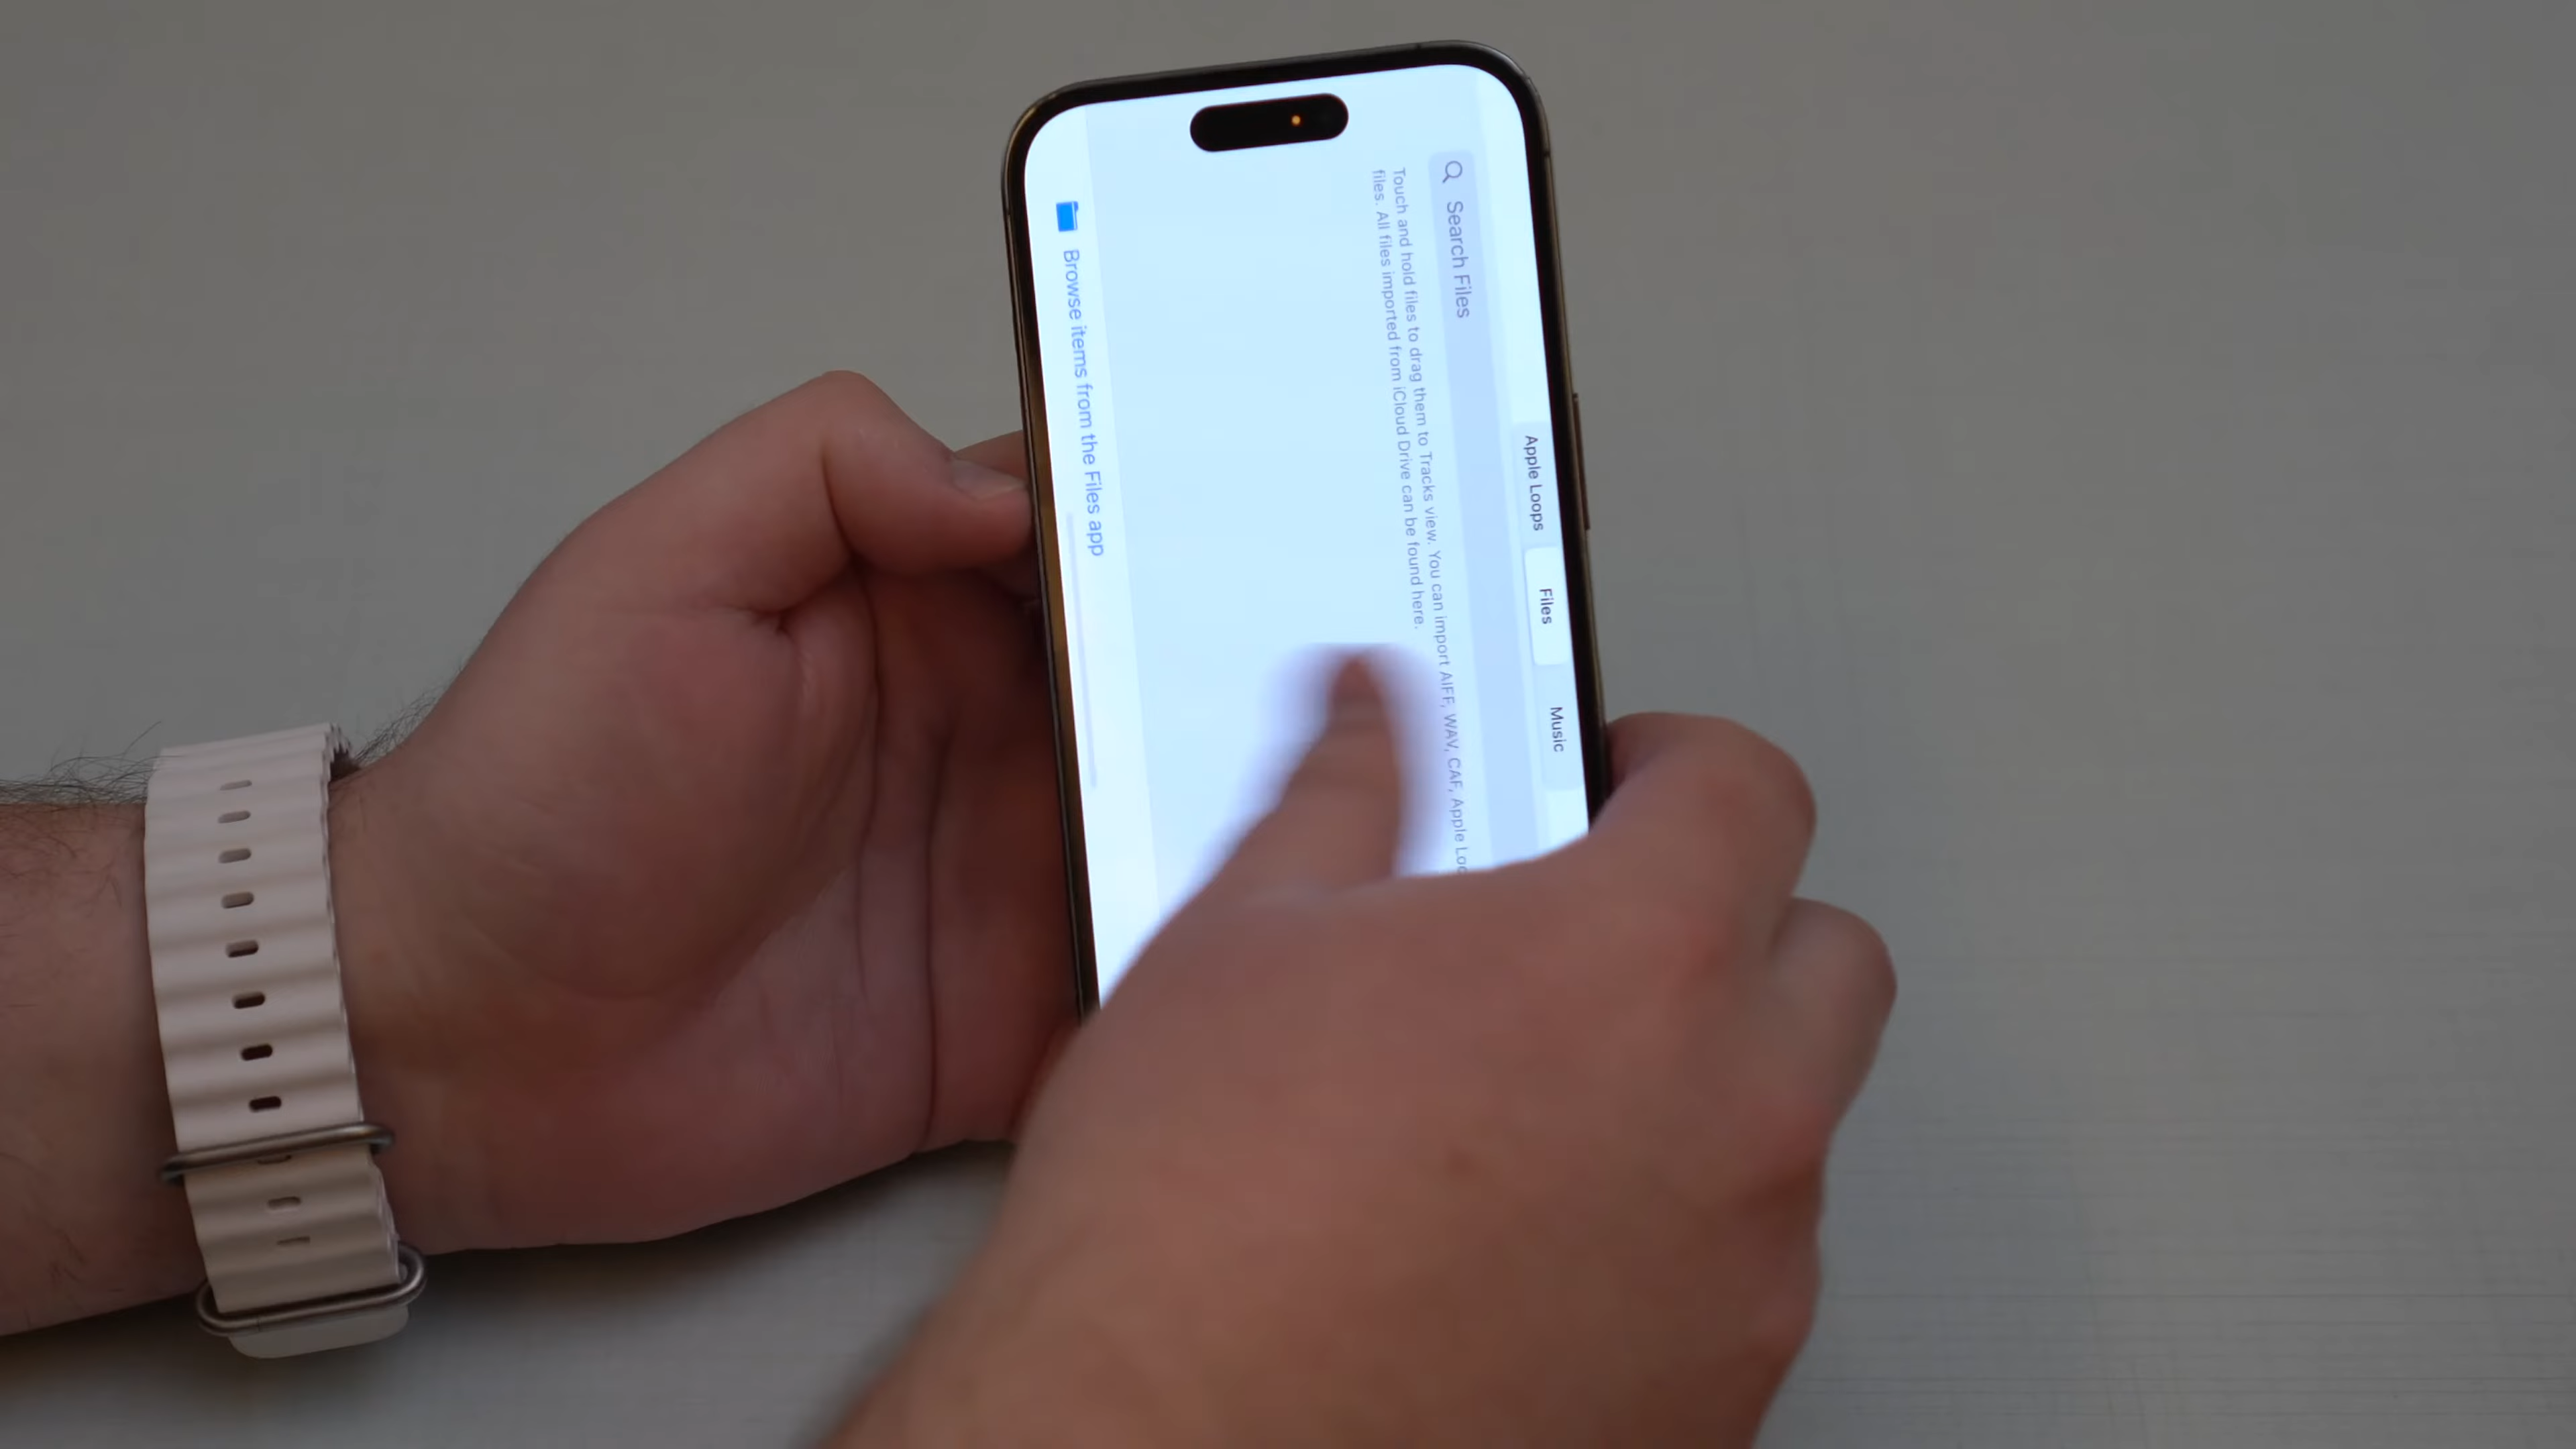 Apple Loops
Files
Music
Search Files
Touch and hold files to drag them to Tracks view. You can import AIFF, WAV, CAF, Apple
files. All files imported from iCloud Drive can be found here.
Browse items from the Files app